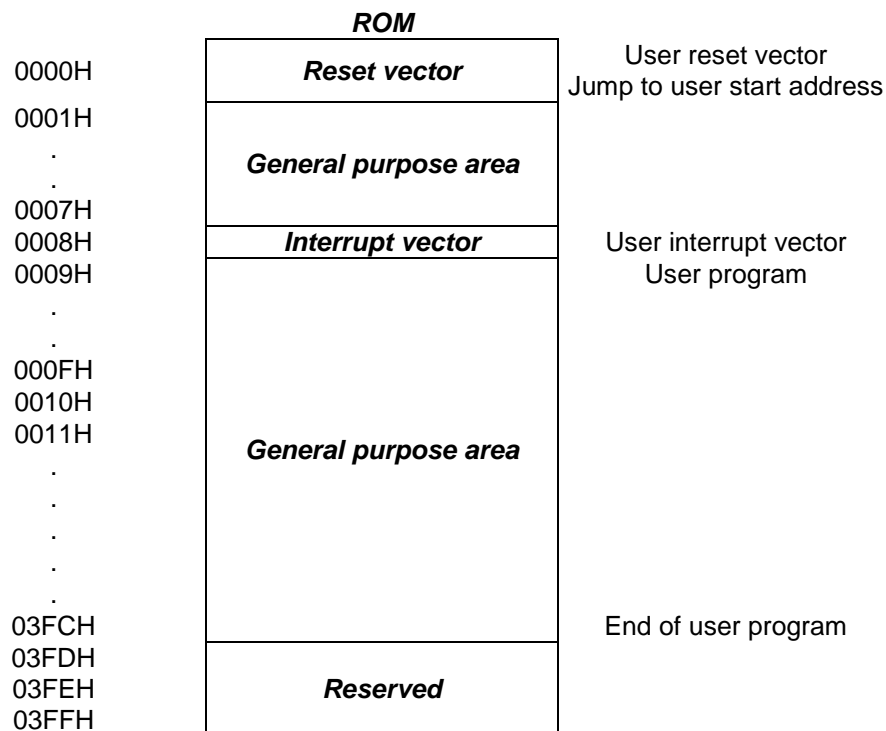 ROM
User reset vector
0000H Reset vector
Jump to user start address
0001H
.
General purpose area
.
0007H
0008H Interrupt vector User interrupt vector
0009H User program
.
.
000FH
0010H
0011H
General purpose area
.
.
.
.
.
03FCH End of user program
03FDH
03FEH Reserved
03FFH